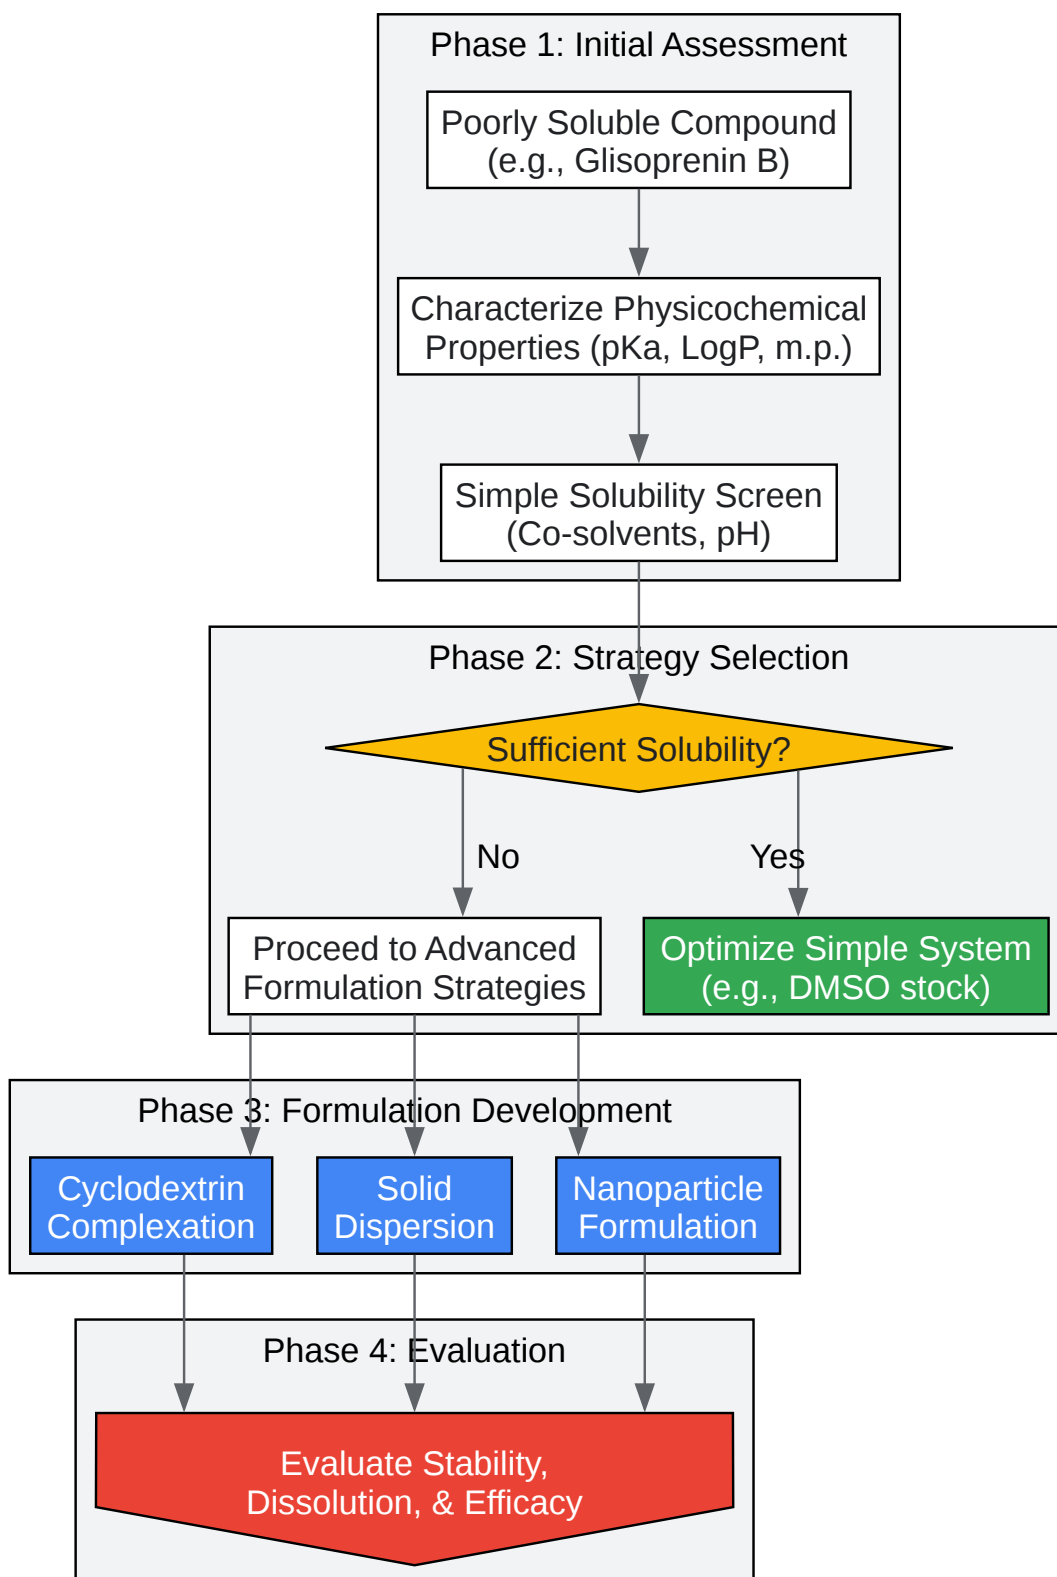 Phase 1: Initial Assessment
Poorly Soluble Compound
(e.g., Glisoprenin B)
Characterize Physicochemical
Properties (pKa, LogP, m.p.)
Simple Solubility Screen
(Co-solvents, pH)
Phase 2: Strategy Selection
Sufficient Solubility?
No
Yes
Proceed to Advanced
Formulation Strategies
Optimize Simple System
(e.g., DMSO stock)
Phase 3: Formulation Development
Cyclodextrin
Complexation
Solid
Dispersion
Nanoparticle
Formulation
Phase 4: Evaluation
Evaluate Stability,
Dissolution, & Efficacy